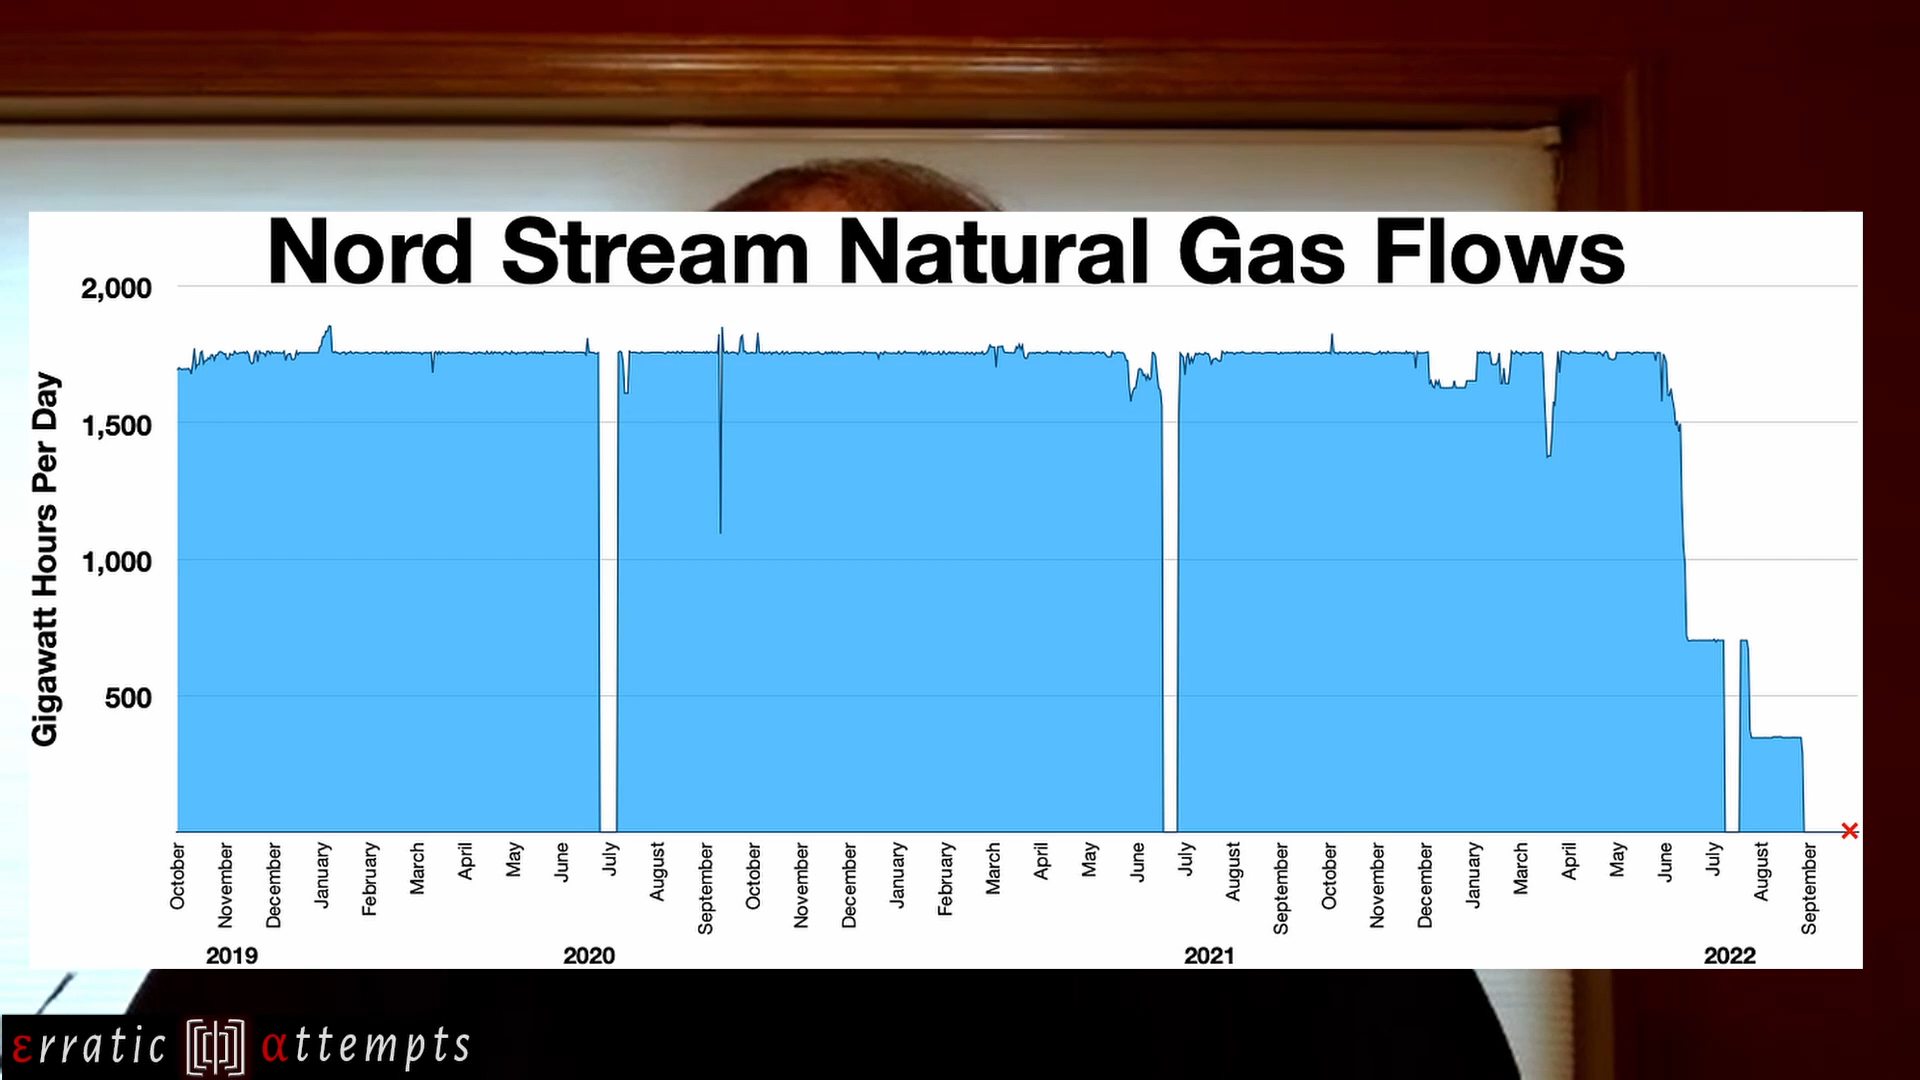 Nord Stream Natural Gas Flows
Gigawatt Hours Per Day
2,000
1,500
1,000
500
October
November
December
January
February
March
April
May
June
July
August
September
October
November
December
January
February
March
April
May
June
July
August
September
October
November
December
January
March
April
May
June
July
August
September
2019
2020
2021
2022
εrratic [[()]] αttempts